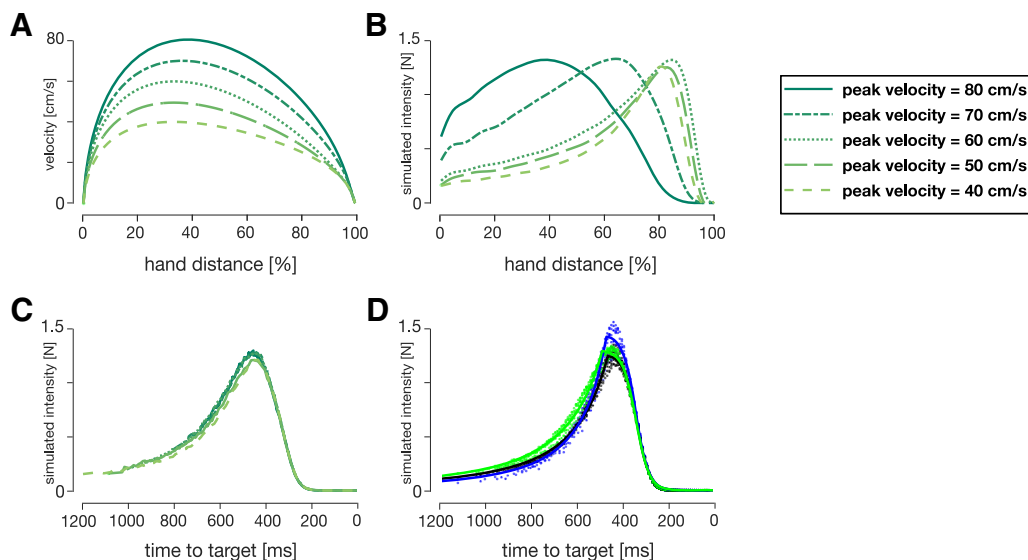 A
80
velocity [cm/s]
0
0 20 40 60 80 100
hand distance [%]
B
1.5
simulated intensity [N]
0
0 20 40 60 80 100
hand distance [%]
peak velocity = 80 cm/s
peak velocity = 70 cm/s
peak velocity = 60 cm/s
peak velocity = 50 cm/s
peak velocity = 40 cm/s
C
1.5
simulated intensity [N]
0
1200 1000 800 600 400 200 0
time to target [ms]
D
1.5
simulated intensity [N]
0
1200 1000 800 600 400 200 0
time to target [ms]